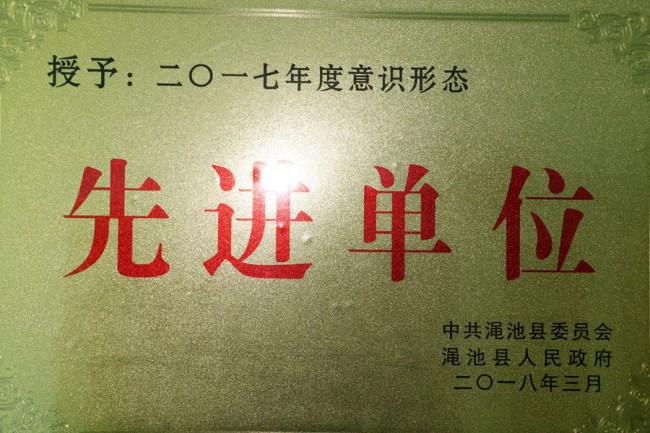 授予：二〇一七年度意识形态
先进单位
中共渑池县委员会
渑池县人民政府
二〇一八年三月